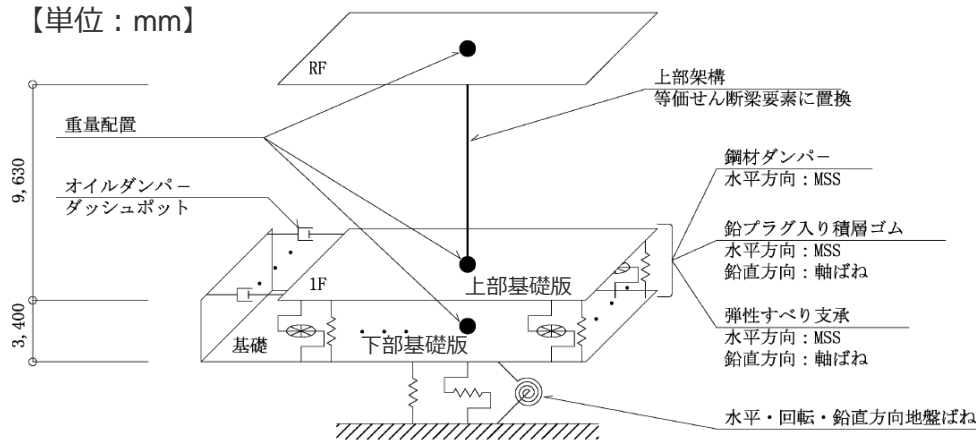 【単位：mm】
RF
上部架構
等価せん断梁要素に置換
重量配置
鋼材ダンパー
水平方向：MSS
9,630
オイルダンパー
ダッシュポット
鉛プラグ入り積層ゴム
水平方向：MSS
鉛直方向：軸ばね
1F
上部基礎版
3,400
弾性すべり支承
水平方向：MSS
鉛直方向：軸ばね
基礎
下部基礎版
水平・回転・鉛直方向地盤ばね